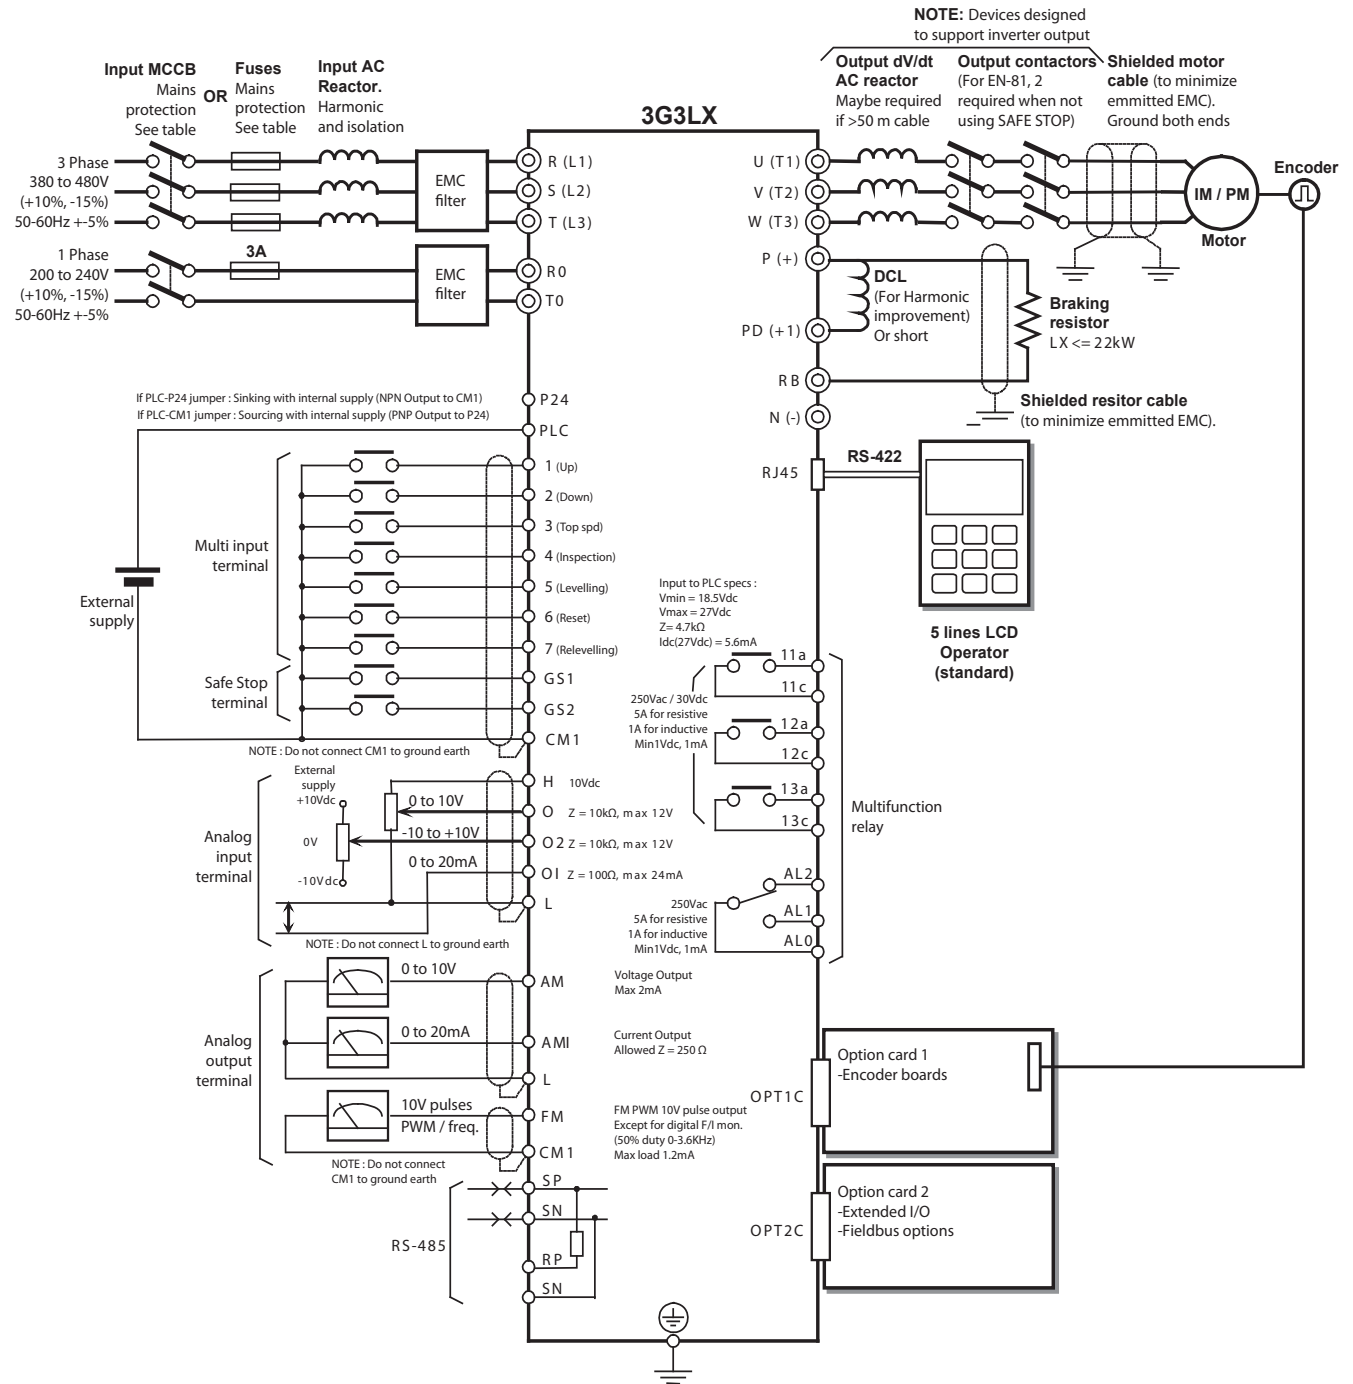 NOTE: Devices designed
to support inverter output
Input MCCB
Mains
protection
See table
OR
Fuses
Mains
protection
See table
Input AC
Reactor.
Harmonic
and isolation
3G3LX
Output dV/dt
AC reactor
Maybe required
if >50 m cable
Output contactors
(For EN-81, 2
required when not
using SAFE STOP)
Shielded motor
cable (to minimize
emmitted EMC).
Ground both ends
3 Phase
380 to 480V
(+10%, -15%)
50-60Hz +-5%
EMC
filter
R (L1)
S (L2)
T (L3)
U (T1)
V (T2)
W (T3)
IM / PM
Motor
Encoder
1 Phase
200 to 240V
(+10%, -15%)
50-60Hz +-5%
3A
EMC
filter
R0
T0
P (+)
DCL
(For Harmonic
improvement)
Or short
PD (+1)
Braking
resistor
LX <= 22kW
RB
N (-)
Shielded resitor cable
(to minimize emmitted EMC).
If PLC-P24 jumper : Sinking with internal supply (NPN Output to CM1)
If PLC-CM1 jumper : Sourcing with internal supply (PNP Output to P24)
P24
PLC
RJ45
RS-422
5 lines LCD
Operator
(standard)
External
supply
Multi input
terminal
1 (Up)
2 (Down)
3 (Top spd)
4 (Inspection)
5 (Levelling)
6 (Reset)
7 (Relevelling)
Safe Stop
terminal
GS1
GS2
CM1
NOTE : Do not connect CM1 to ground earth
Input to PLC specs :
Vmin = 18.5Vdc
Vmax = 27Vdc
Z= 4.7kΩ
Idc(27Vdc) = 5.6mA
250Vac / 30Vdc
5A for resistive
1A for inductive
Min1Vdc, 1mA
11a
11c
12a
12c
13a
13c
Multifunction
relay
Analog
input
terminal
External
supply
+10Vdc
0V
-10Vdc
0 to 10V
-10 to +10V
0 to 20mA
H 10Vdc
O Z = 10kΩ, max 12V
O2 Z = 10kΩ, max 12V
OI Z = 100Ω, max 24mA
L
NOTE : Do not connect L to ground earth
250Vac
5A for resistive
1A for inductive
Min1Vdc, 1mA
AL2
AL1
AL0
Analog
output
terminal
0 to 10V
AM
Voltage Output
Max 2mA
0 to 20mA
AMI
Current Output
Allowed Z = 250 Ω
L
10V pulses
PWM / freq.
FM
CM1
FM PWM 10V pulse output
Except for digital F/I mon.
(50% duty 0-3.6KHz)
Max load 1.2mA
NOTE : Do not connect
CM1 to ground earth
OPT1C
Option card 1
-Encoder boards
OPT2C
Option card 2
-Extended I/O
-Fieldbus options
RS-485
SP
SN
RP
SN